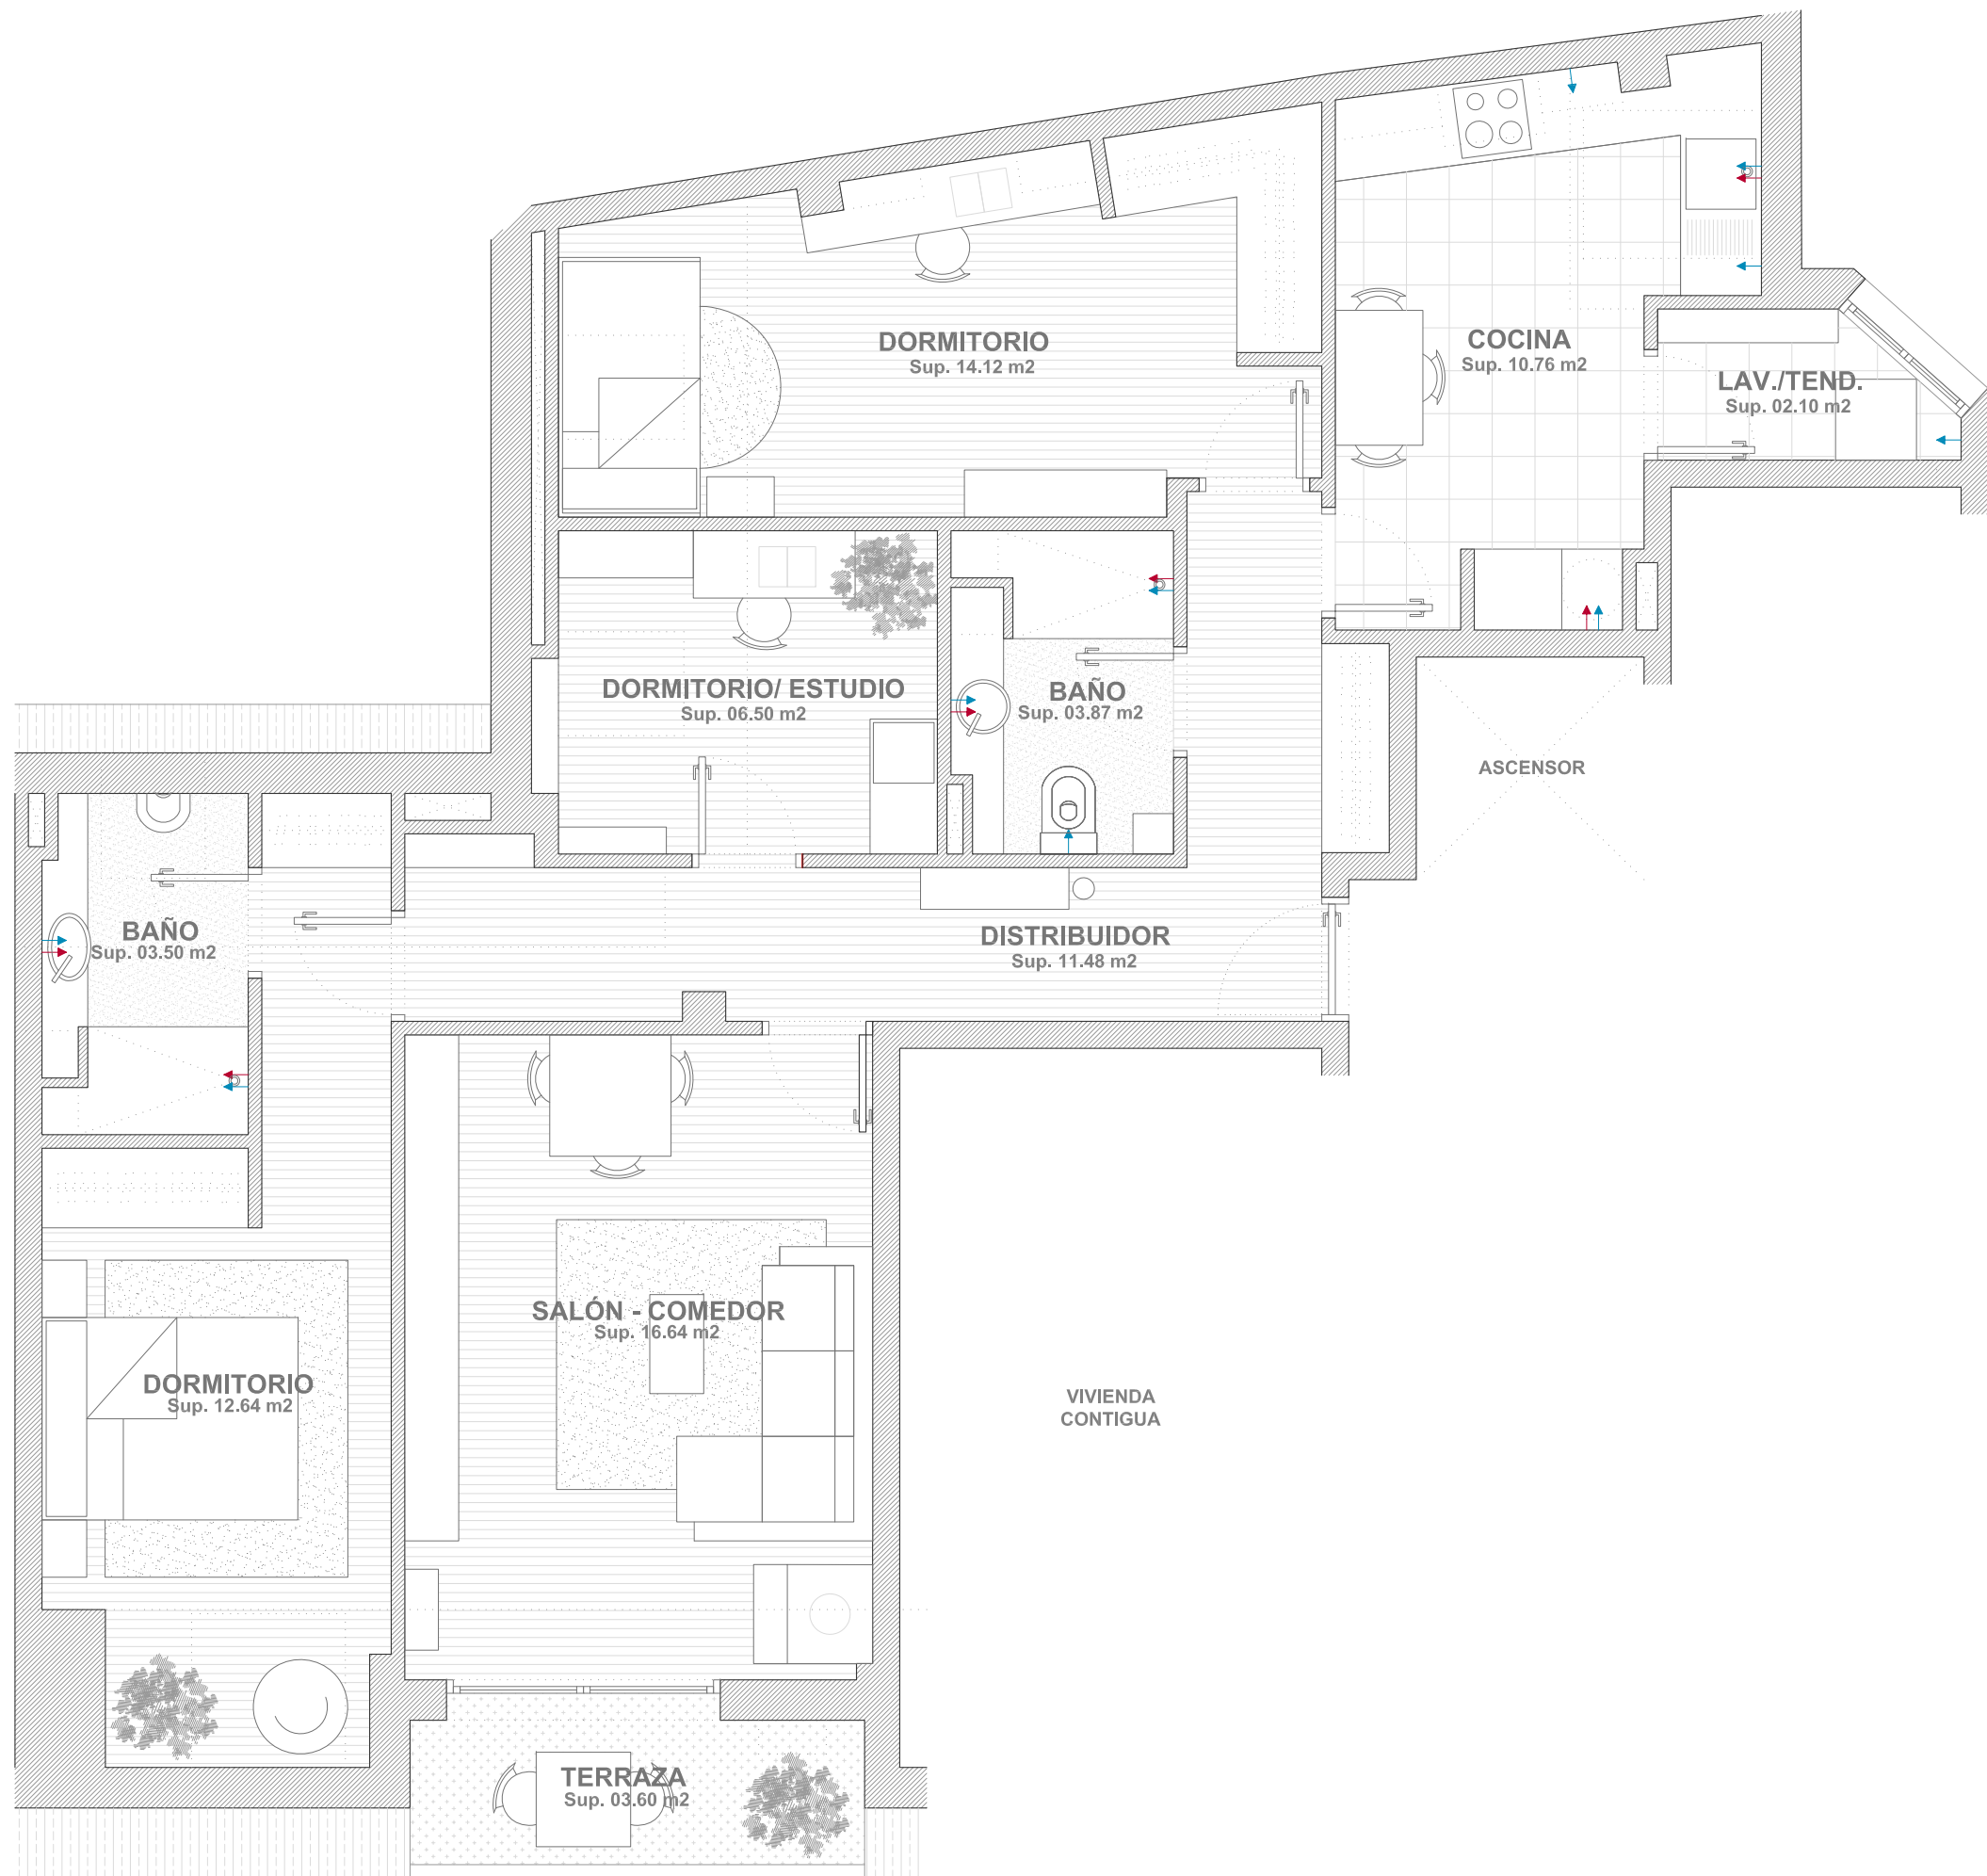 DORMITORIO
Sup. 14.12 m2
COCINA
Sup. 10.76 m2
LAV./TEND.
Sup. 02.10 m2
DORMITORIO/ ESTUDIO
Sup. 06.50 m2
BAÑO
Sup. 03.87 m2
ASCENSOR
BAÑO
Sup. 03.50 m2
DISTRIBUIDOR
Sup. 11.48 m2
SALÓN - COMEDOR
Sup. 16.64 m2
DORMITORIO
Sup. 12.64 m2
VIVIENDA
CONTIGUA
TERRAZA
Sup. 03.60 m2